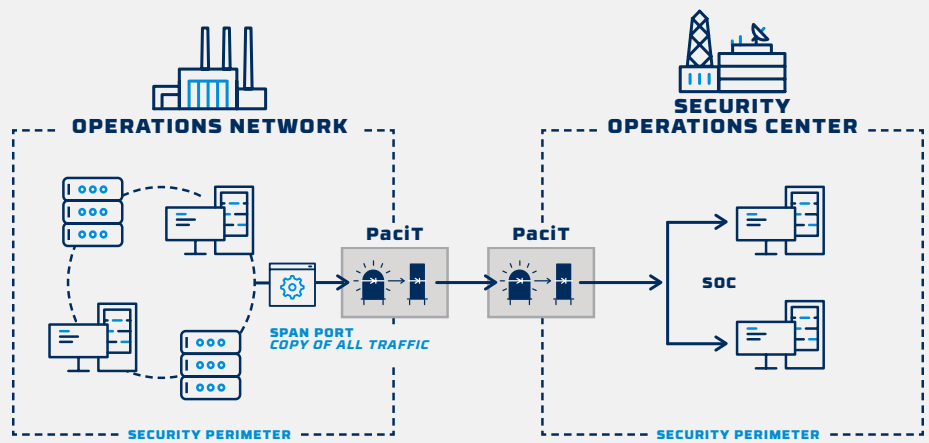 OPERATIONS NETWORK
SECURITY
OPERATIONS CENTER
PaciT
PaciT
SPAN PORT
COPY OF ALL TRAFFIC
SOC
SECURITY PERIMETER
SECURITY PERIMETER